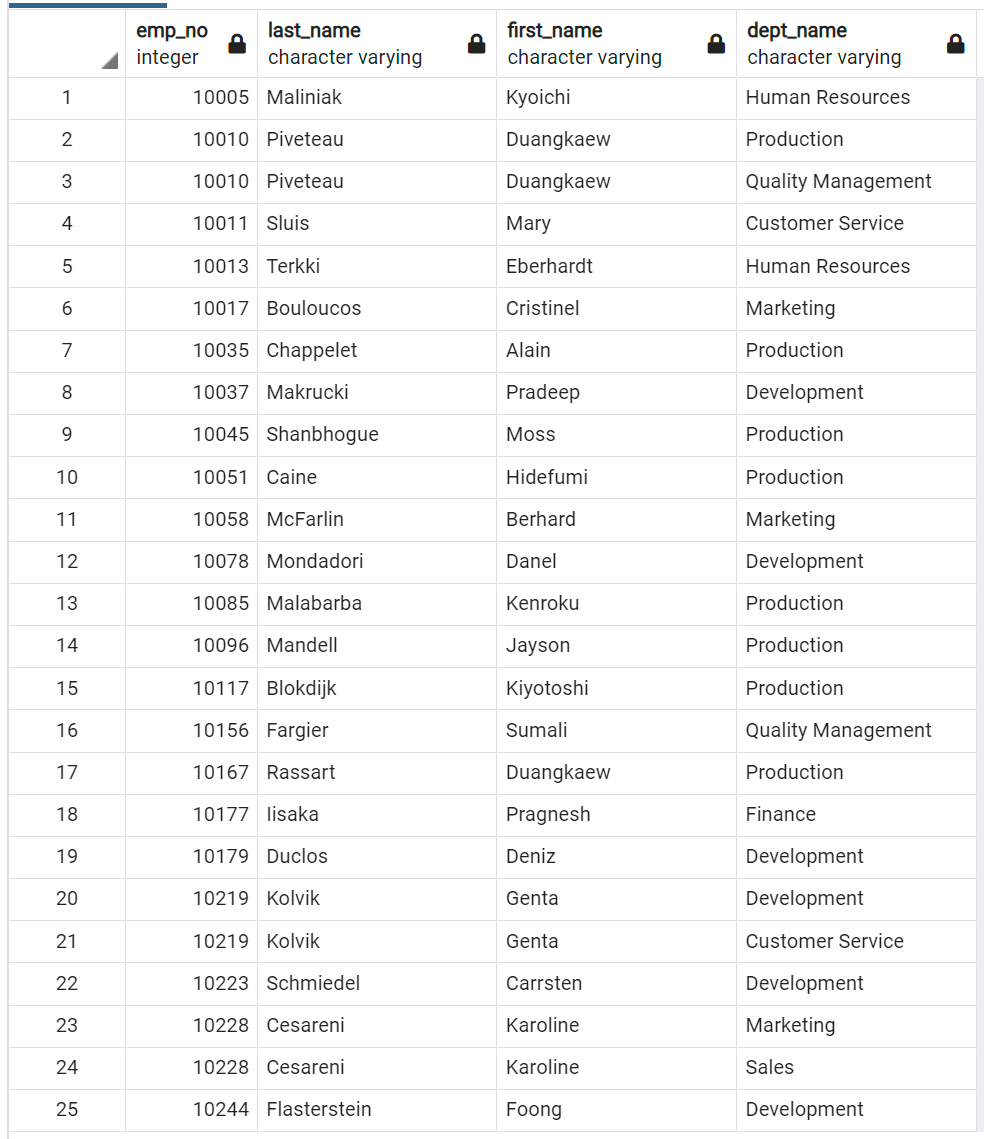 emp_no last_name first_name dept_name
integer character varying character varying character varying
1 10005 Maliniak Kyoichi Human Resources
2 10010 Piveteau Duangkaew Production
3 10010 Piveteau Duangkaew Quality Management
4 10011 Sluis Mary Customer Service
5 10013 Terkki Eberhardt Human Resources
6 10017 Bouloucos Cristinel Marketing
7 10035 Chappelet Alain Production
8 10037 Makrucki Pradeep Development
9 10045 Shanbhogue Moss Production
10 10051 Caine Hidefumi Production
11 10058 McFarlin Berhard Marketing
12 10078 Mondadori Danel Development
13 10085 Malabarba Kenroku Production
14 10096 Mandell Jayson Production
15 10117 Blokdijk Kiyotoshi Production
16 10156 Fargier Sumali Quality Management
17 10167 Rassart Duangkaew Production
18 10177 Iisaka Pragnesh Finance
19 10179 Duclos Deniz Development
20 10219 Kolvik Genta Development
21 10219 Kolvik Genta Customer Service
22 10223 Schmiedel Carrsten Development
23 10228 Cesareni Karoline Marketing
24 10228 Cesareni Karoline Sales
25 10244 Flasterstein Foong Development